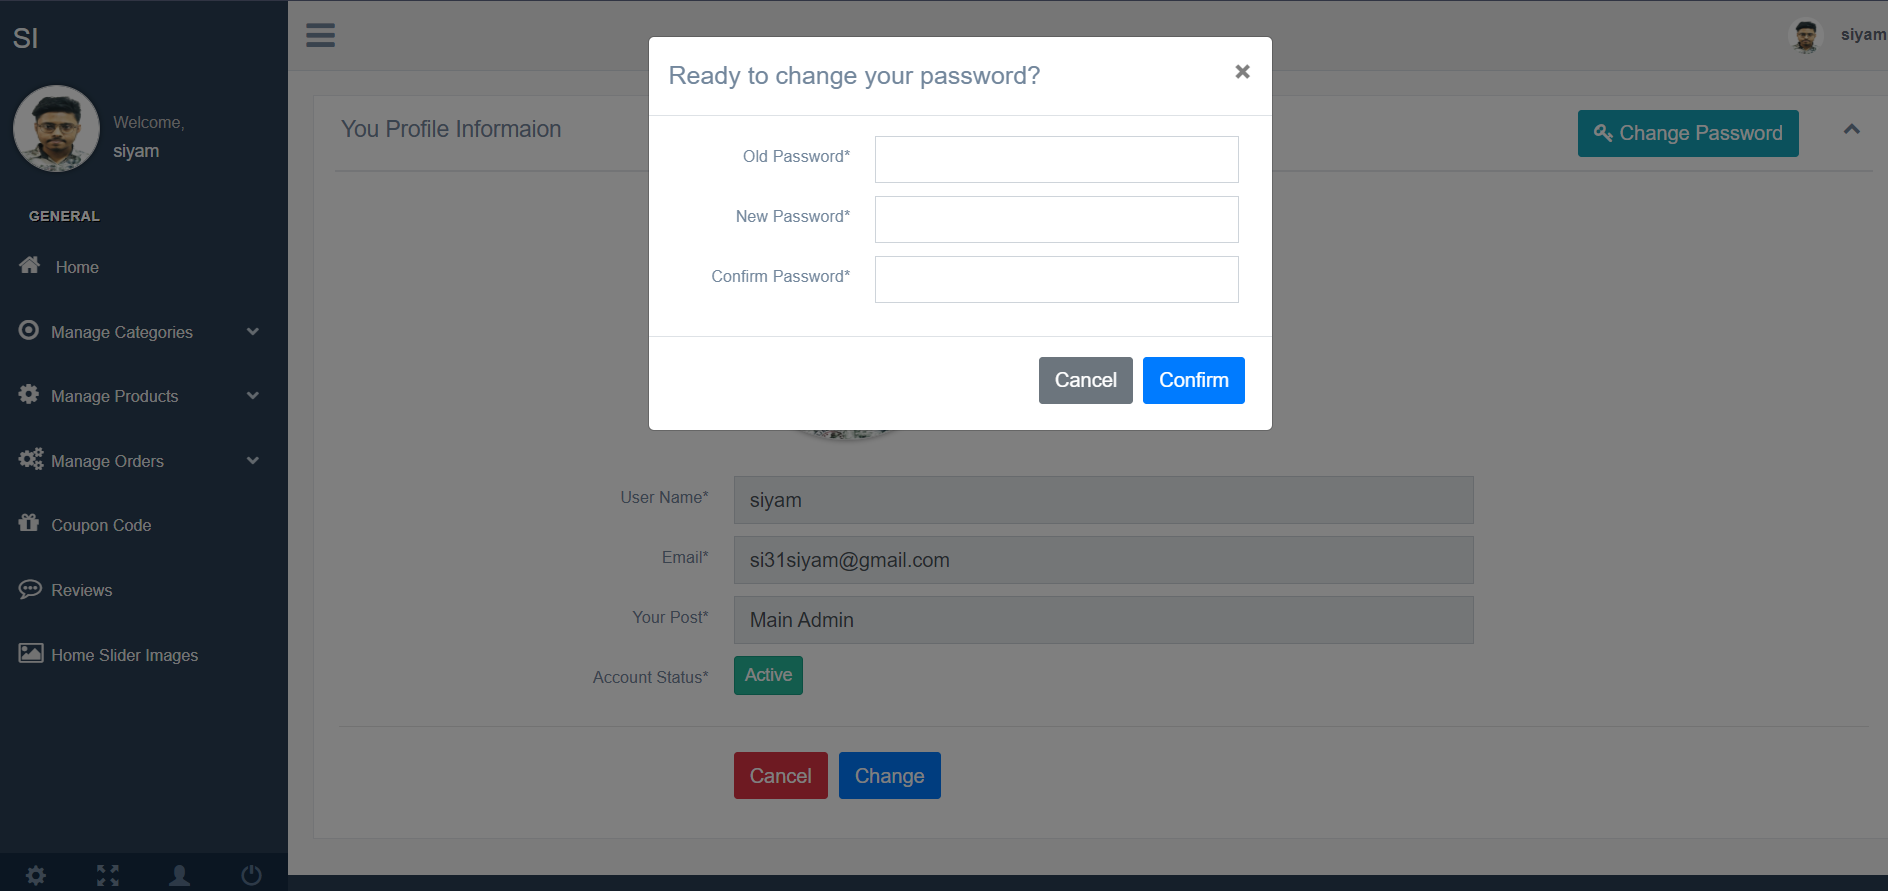 SI
Welcome,
siyam
GENERAL
Home
Manage Categories
Manage Products
Manage Orders
Coupon Code
Reviews
Home Slider Images
siyam
You Profile Informaion
Change Password
Ready to change your password?
×
Old Password*
New Password*
Confirm Password*
Cancel
Confirm
User Name*
siyam
Email*
si31siyam@gmail.com
Your Post*
Main Admin
Account Status*
Active
Cancel
Change